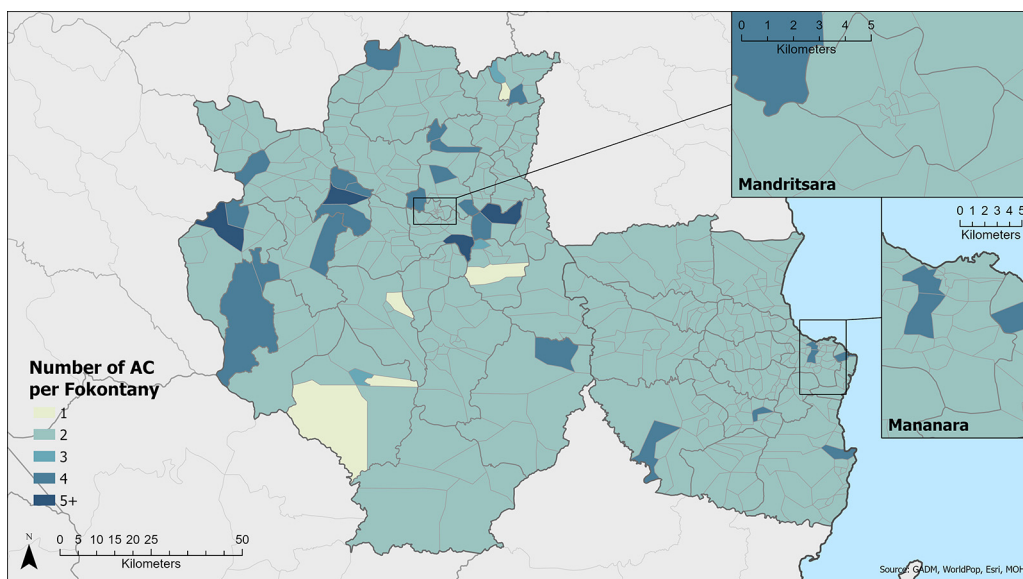 0 1 2 3 4 5
Kilometers
Mandritsara
0 1 2 3 4 5
Kilometers
Mananara
Number of AC
per Fokontany
1
2
3
4
5+
N
0 5 10 15 20 25 50
Kilometers
Source: GADM, WorldPop, Esri, MOH